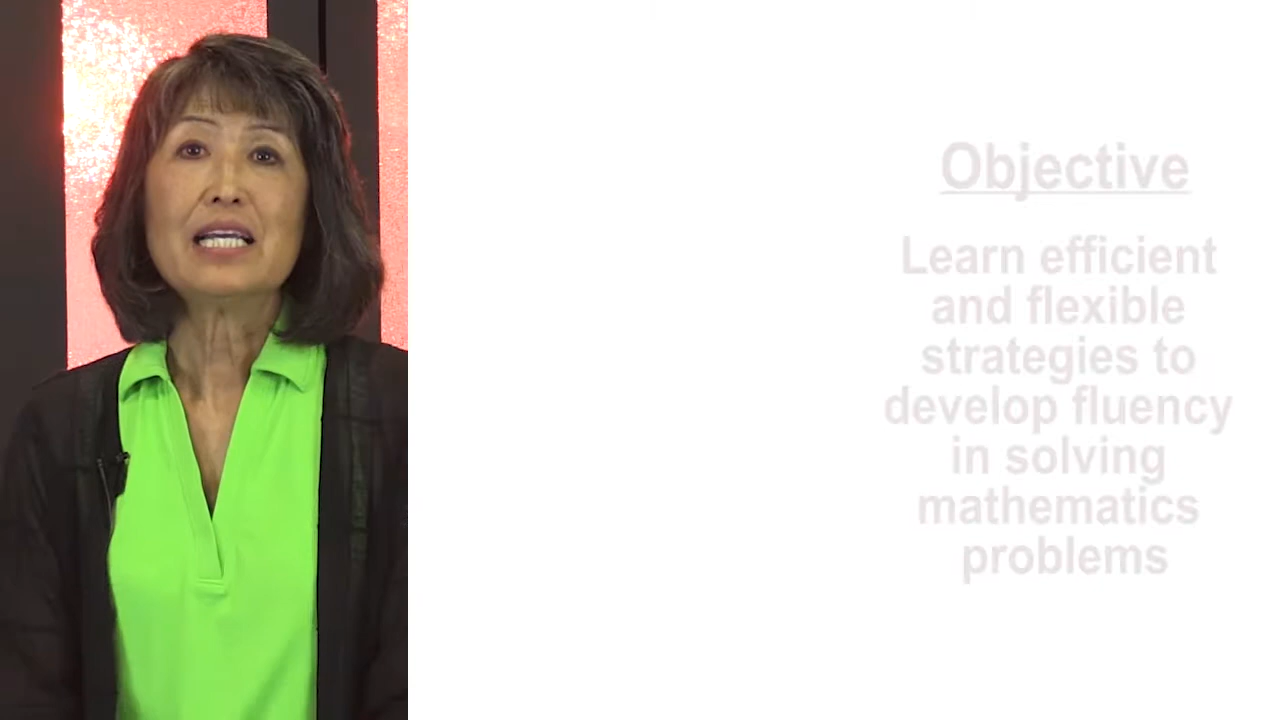 Objective
Learn efficient
and flexible
strategies to
develop fluency
in solving
mathematics
problems